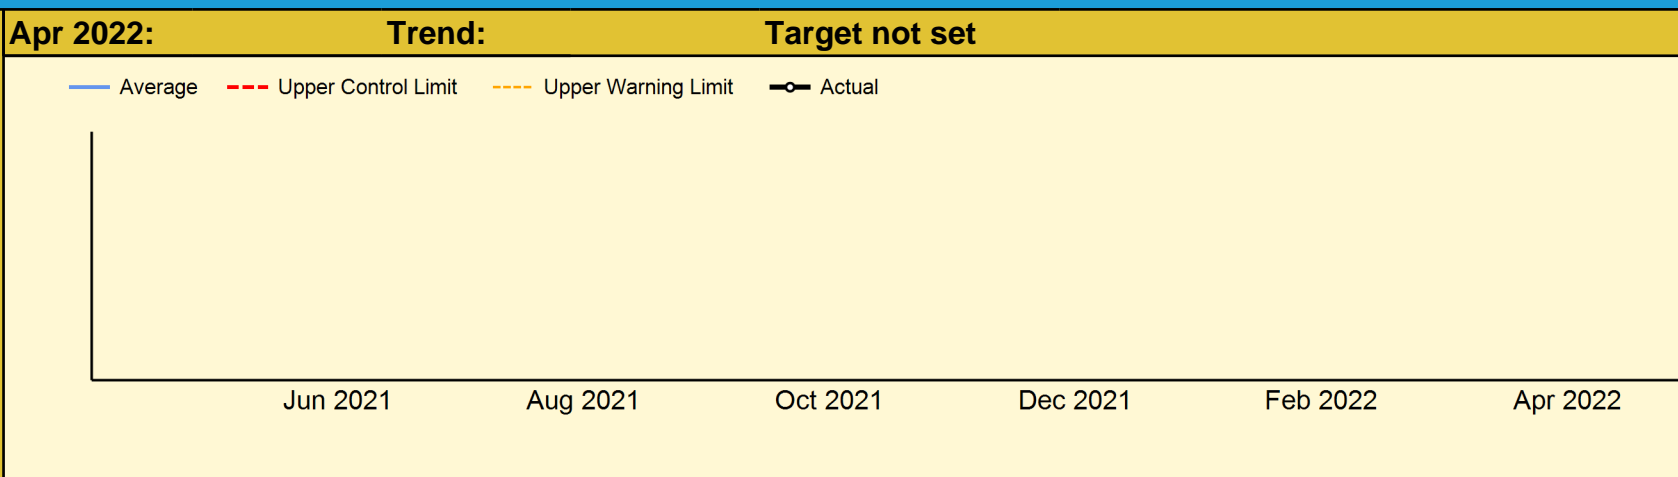 Apr 2022: Trend: Target not set
Average Upper Control Limit Upper Warning Limit Actual
Jun 2021 Aug 2021 Oct 2021 Dec 2021 Feb 2022 Apr 2022